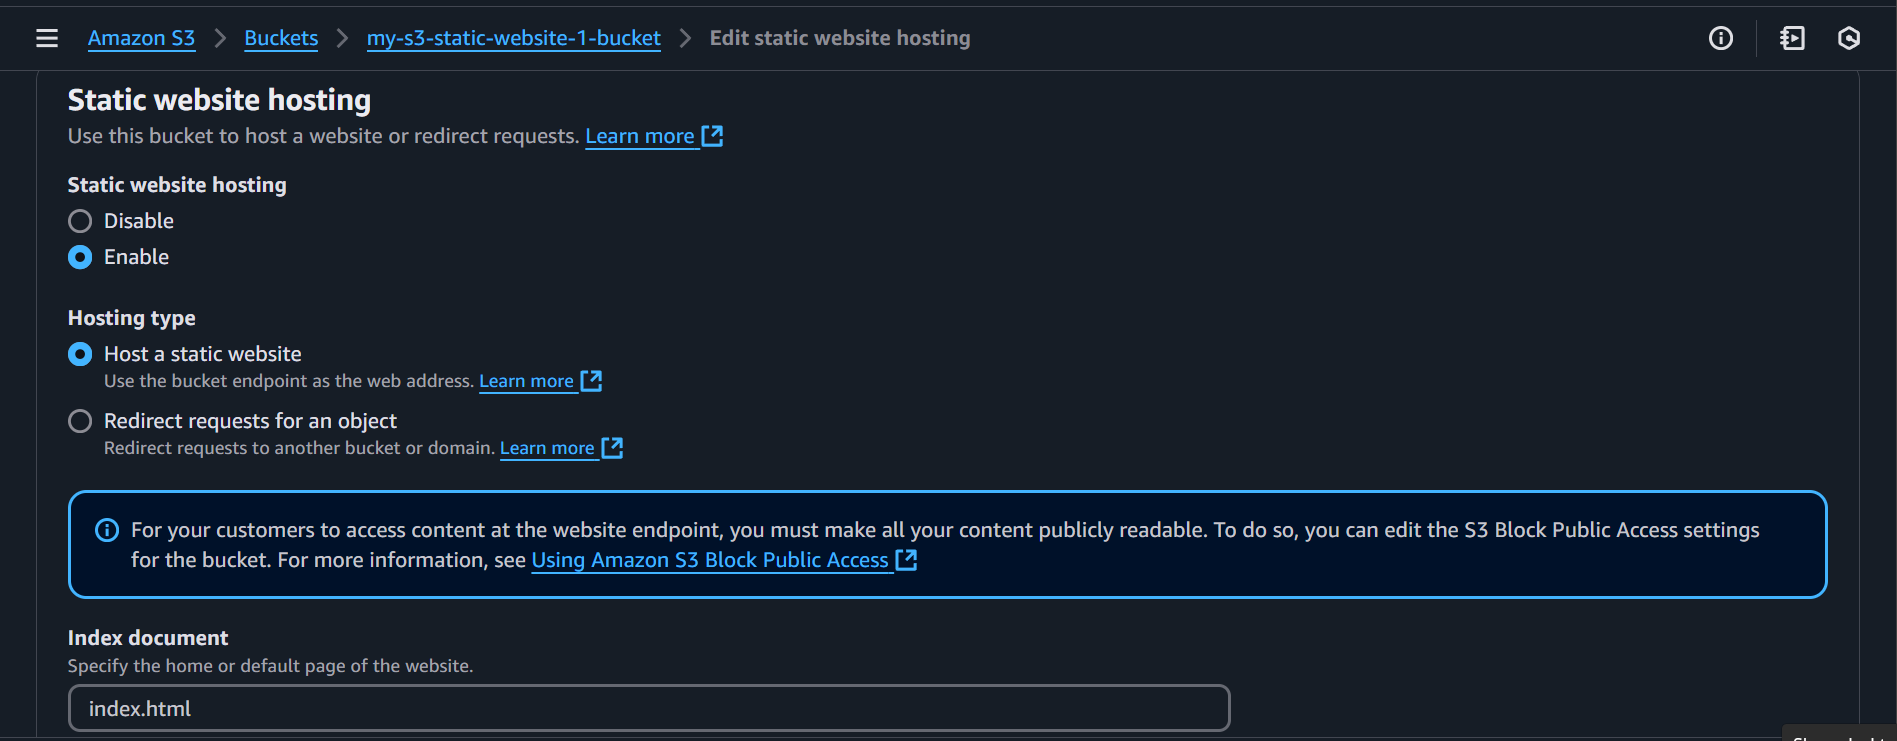 Amazon S3 > Buckets > my-s3-static-website-1-bucket > Edit static website hosting
Static website hosting
Use this bucket to host a website or redirect requests. Learn more
Static website hosting
Disable
Enable
Hosting type
Host a static website
Use the bucket endpoint as the web address. Learn more
Redirect requests for an object
Redirect requests to another bucket or domain. Learn more
For your customers to access content at the website endpoint, you must make all your content publicly readable. To do so, you can edit the S3 Block Public Access settings
for the bucket. For more information, see Using Amazon S3 Block Public Access
Index document
Specify the home or default page of the website.
index.html